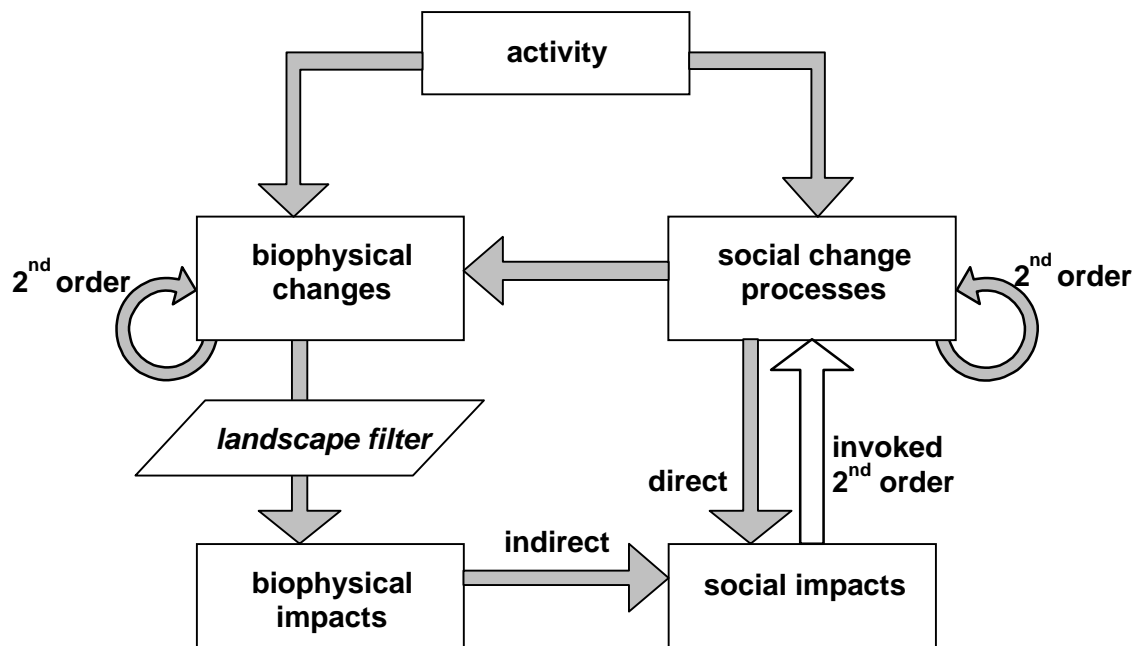 activity
biophysical
changes
social change
processes
2nd order
2nd order
landscape filter
direct
invoked
2nd order
indirect
biophysical
impacts
social impacts